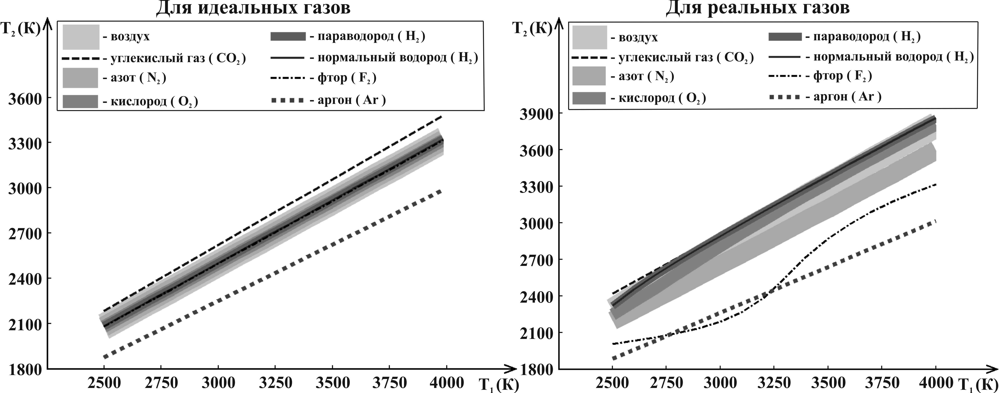 Для идеальных газов
T₂(К)
- воздух
- углекислый газ ( CO₂)
- азот ( N₂)
- кислород ( O₂)
- параводород ( H₂)
- нормальный водород ( H₂)
- фтор ( F₂)
- аргон ( Ar )
3600
3300
3000
2700
2400
2100
1800
2500 2750 3000 3250 3500 3750 4000 T₁(К)
Для реальных газов
T₂(К)
- воздух
- углекислый газ ( CO₂)
- азот ( N₂)
- кислород ( O₂)
- параводород ( H₂)
- нормальный водород ( H₂)
- фтор ( F₂)
- аргон ( Ar )
3900
3600
3300
3000
2700
2400
2100
1800
2500 2750 3000 3250 3500 3750 4000 T₁(К)